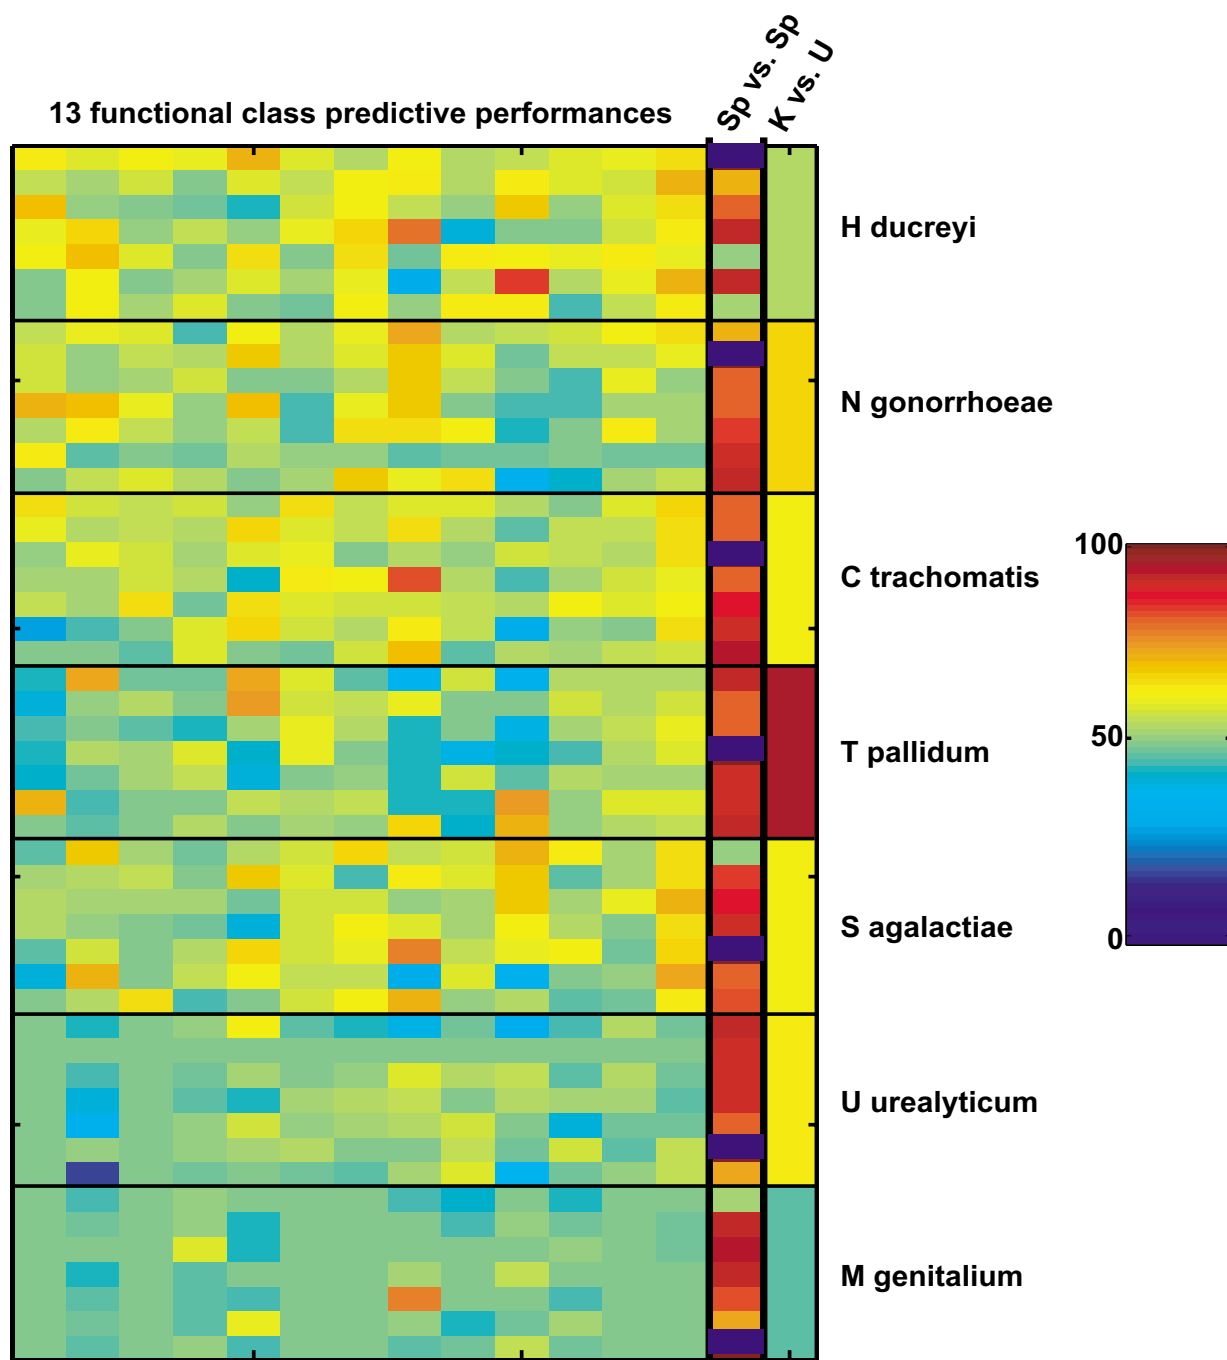 Sp vs. Sp
K vs. U
13 functional class predictive performances
H ducreyi
N gonorrhoeae
C trachomatis
T pallidum
S agalactiae
U urealyticum
M genitalium
100
50
0